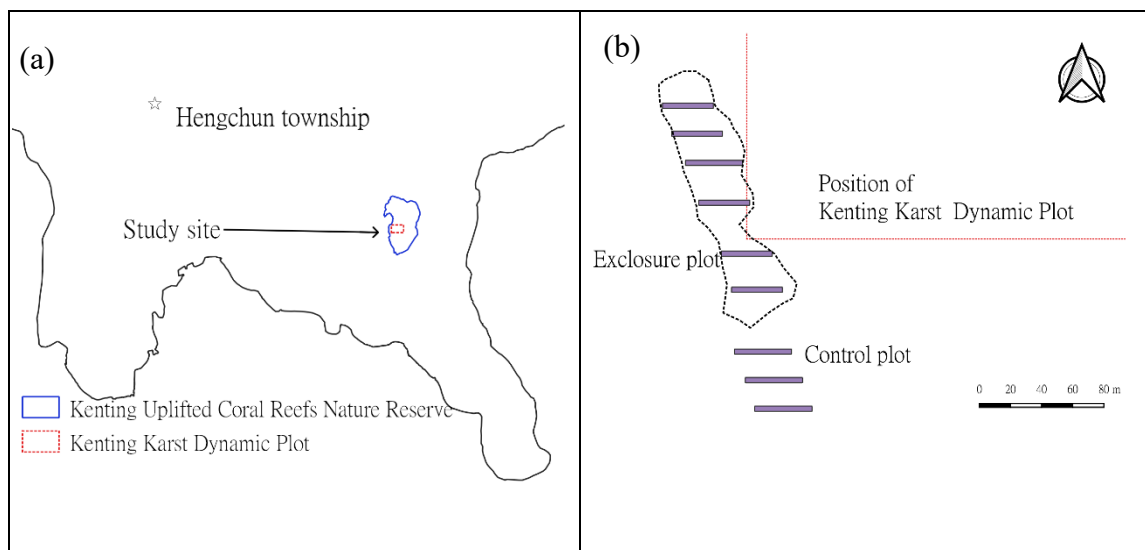 (a)
Hengchun township
Study site
Kenting Uplifted Coral Reefs Nature Reserve
Kenting Karst Dynamic Plot
(b)
Position of
Kenting Karst Dynamic Plot
Exclosure plot
Control plot
0 20 40 60 80 m